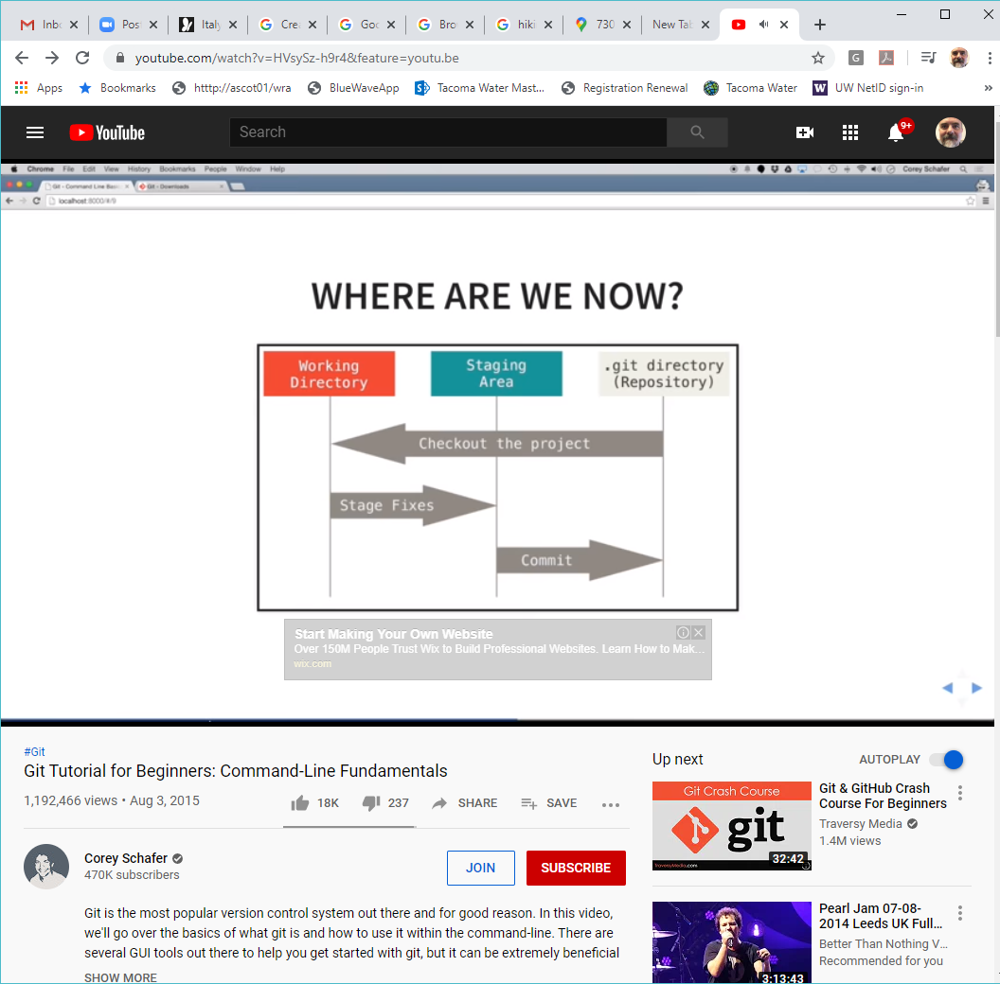 Inbo
Post
Italy
Crea
Goo
Bro
hiki
730
New Tab
youtube.com/watch?v=HVsySz-h9r4&feature=youtu.be
Apps
Bookmarks
htttp/ascot01/wra
BlueWaveApp
Tacoma Water Mast...
Registration Renewal
Tacoma Water
UW NetID sign-in
»
YouTube
Search
9+
Chrome File Edit View History Bookmarks People Window Help
Corey Schafer
Git - Command Line Basi
Git - Downloads
localhost:8000/#/9
WHERE ARE WE NOW?
Working
Directory
Staging
Area
.git directory
(Repository)
Checkout the project
Stage Fixes
Commit
Start Making Your Own Website
Over 150M People Trust Wix to Build Professional Websites. Learn How to Mak...
wix.com
#Git
Git Tutorial for Beginners: Command-Line Fundamentals
1,192,466 views • Aug 3, 2015
18K
237
SHARE
SAVE
Corey Schafer
470K subscribers
JOIN
SUBSCRIBE
Git is the most popular version control system out there and for good reason. In this video,
we'll go over the basics of what git is and how to use it within the command-line. There are
several GUI tools out there to help you get started with git, but it can be extremely beneficial
SHOW MORE
Up next
AUTOPLAY
Git Crash Course
git
TraversyMedia.com
32:42
Git & GitHub Crash
Course For Beginners
Traversy Media
1.4M views
3:13:43
Pearl Jam 07-08-
2014 Leeds UK Full...
Better Than Nothing V...
Recommended for you